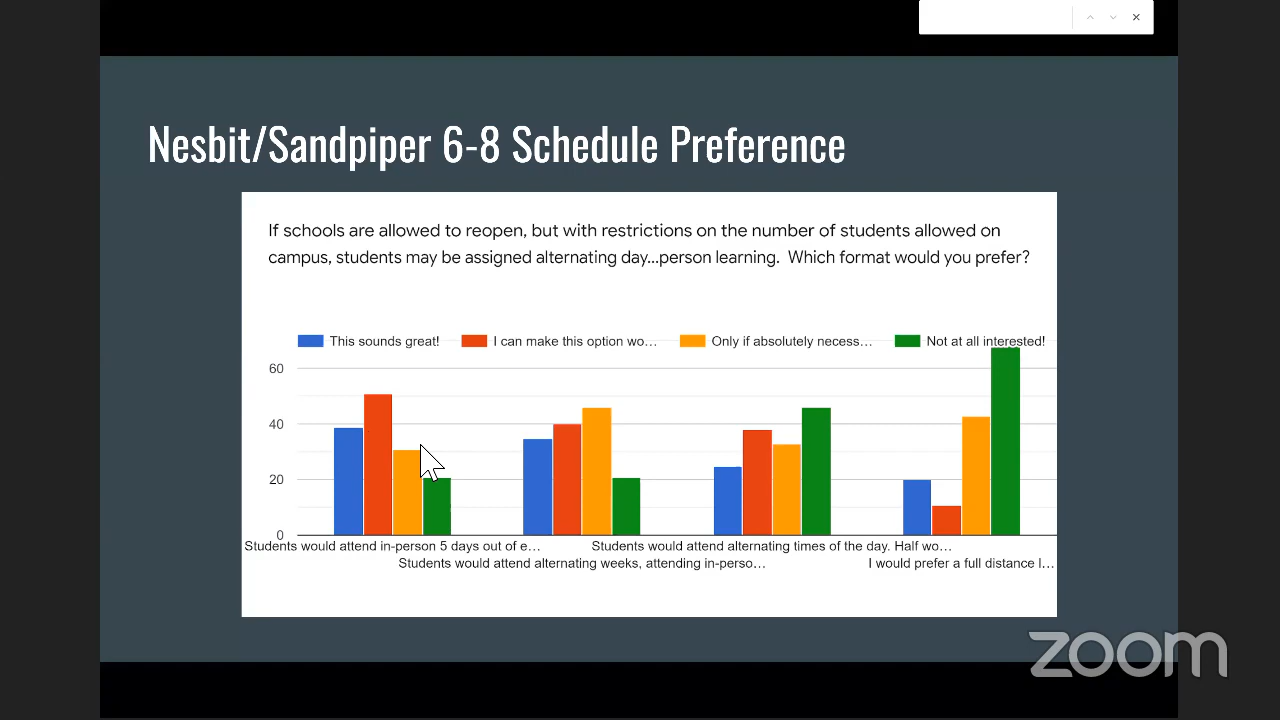 Nesbit/Sandpiper 6-8 Schedule Preference
If schools are allowed to reopen, but with restrictions on the number of students allowed on
campus, students may be assigned alternating day...person learning. Which format would you prefer?
This sounds great!
I can make this option wo...
Only if absolutely necess...
Not at all interested!
60
40
20
0
Students would attend in-person 5 days out of e...
Students would attend alternating weeks, attending in-perso...
Students would attend alternating times of the day. Half wo...
I would prefer a full distance l...
zoom